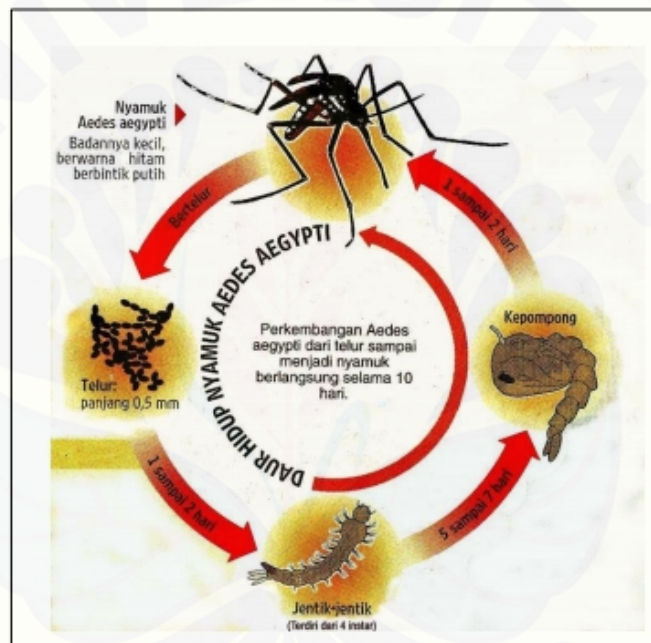 Nyamuk
Aedes aegypti
Badannya kecil,
berwarna hitam
berbintik putih
Bertelur
1 sampai 2 hari
DAUR HIDUP NYAMUK AEDES AEGYPTI
Perkembangan Aedes
aegypti dari telur sampai
menjadi nyamuk
berlangsung selama 10
hari.
Kepompong
Telur:
panjang 0,5 mm
1 sampai 2 hari
5 sampai 7 hari
Jentik-jentik
(Terdiri dari 4 instar)